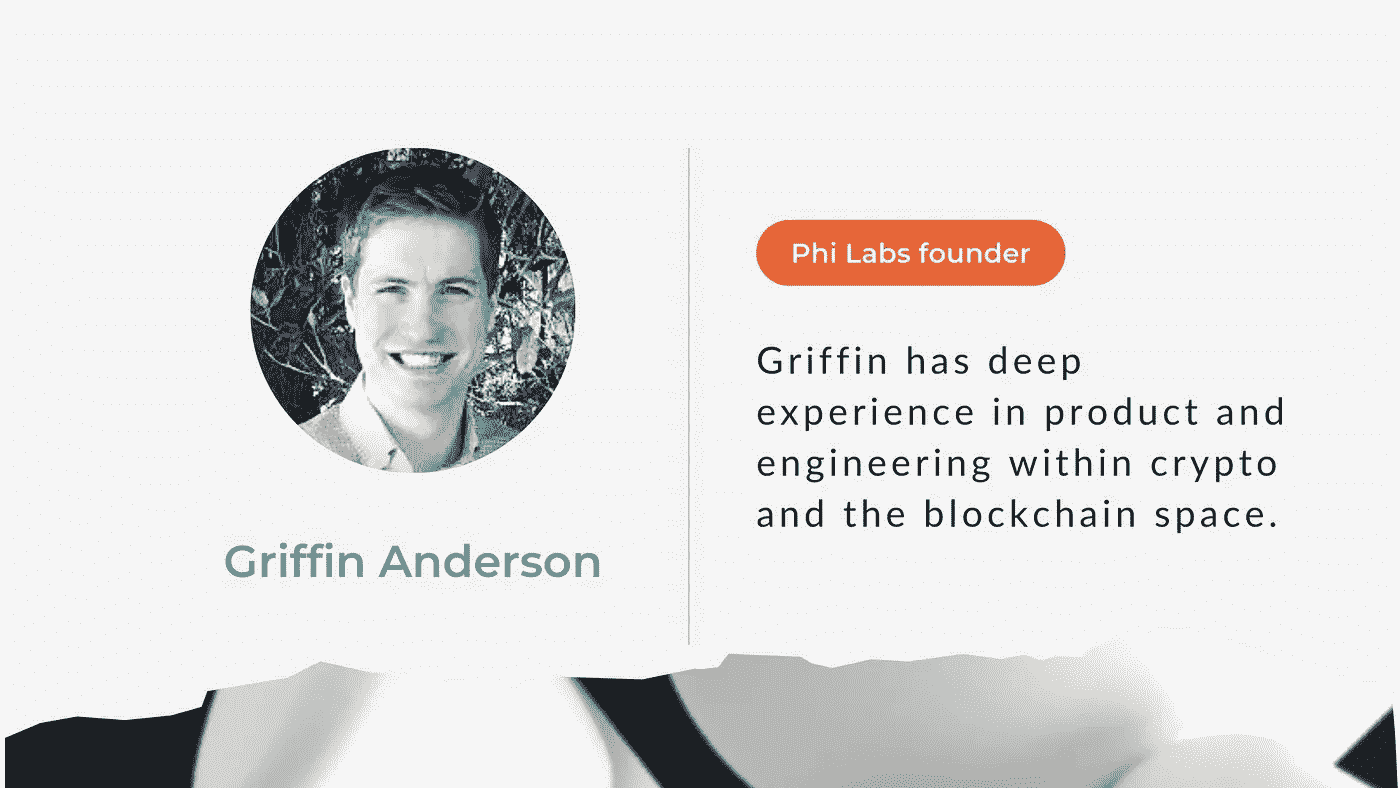 Phi Labs founder
Griffin has deep
experience in product and
engineering within crypto
and the blockchain space.
Griffin Anderson